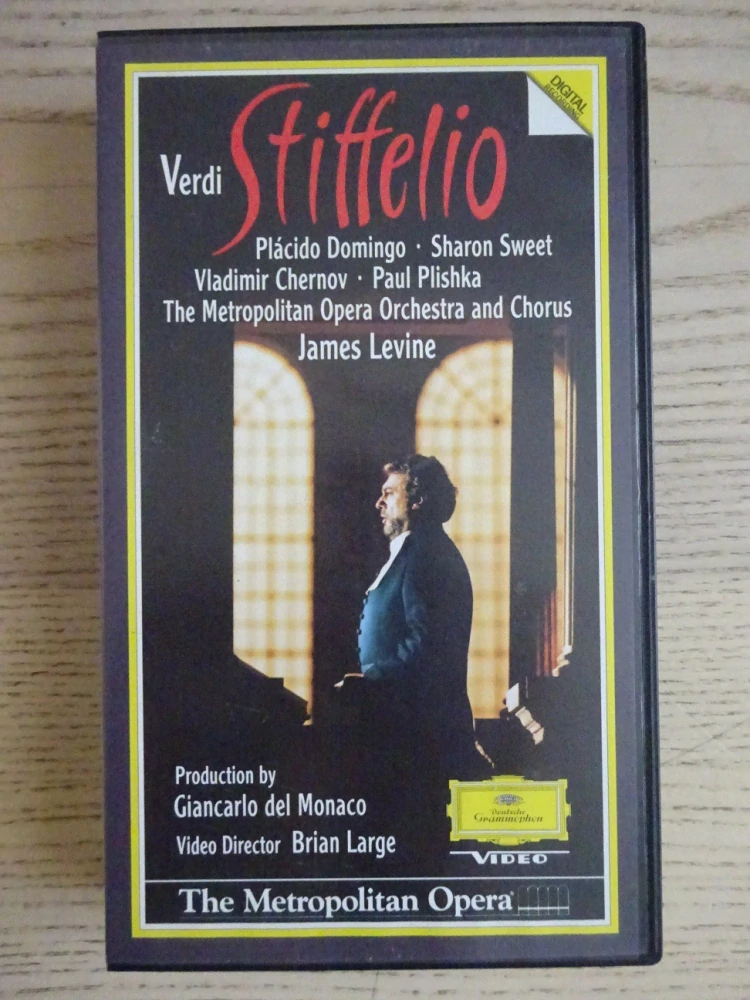 DIGITAL
RECORDING
Verdi Stiffelio
Plácido Domingo · Sharon Sweet
Vladimir Chernov · Paul Plishka
The Metropolitan Opera Orchestra and Chorus
James Levine
Production by
Giancarlo del Monaco
Video Director Brian Large
Deutsche
Grammophon
VIDEO
The Metropolitan Opera®